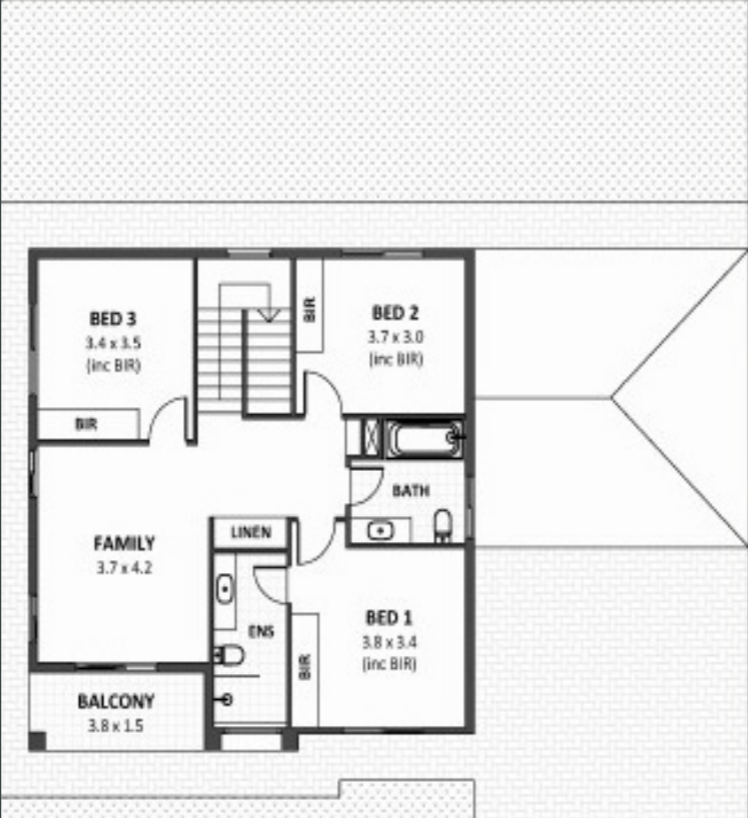 BED 3
3.4 x 3.5
(inc BIR)
BIR
BIR
BED 2
3.7 x 3.0
(inc BIR)
BATH
LINEN
FAMILY
3.7 x 4.2
ENS
BIR
BED 1
3.8 x 3.4
(inc BIR)
BALCONY
3.8 x 1.5